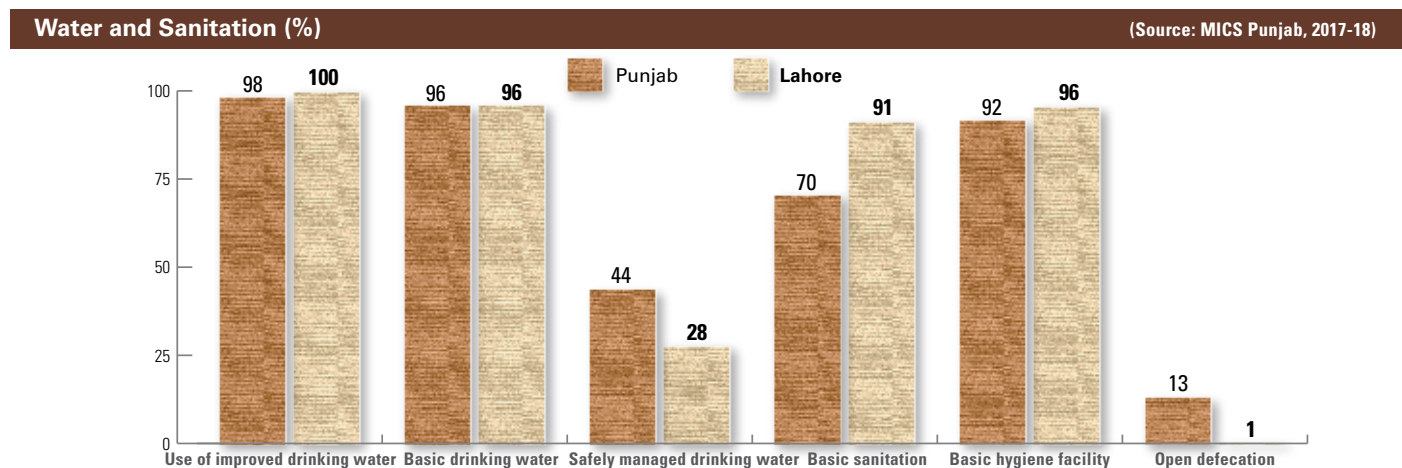 Water and Sanitation (%) (Source: MICS Punjab, 2017-18)
Punjab Lahore
98 100 96 96 44 28 70 91 92 96 13 1
100
75
50
25
0
Use of improved drinking water Basic drinking water Safely managed drinking water Basic sanitation Basic hygiene facility Open defecation